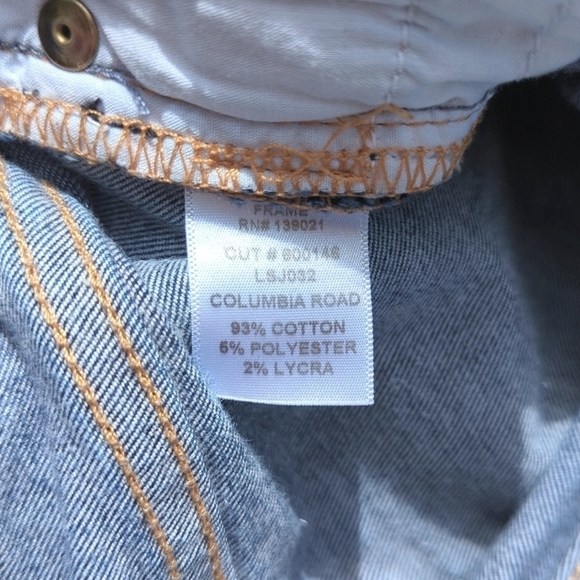 FRAME
RN# 139021
CUT # 600146
LSJ032
COLUMBIA ROAD
93% COTTON
5% POLYESTER
2% LYCRA